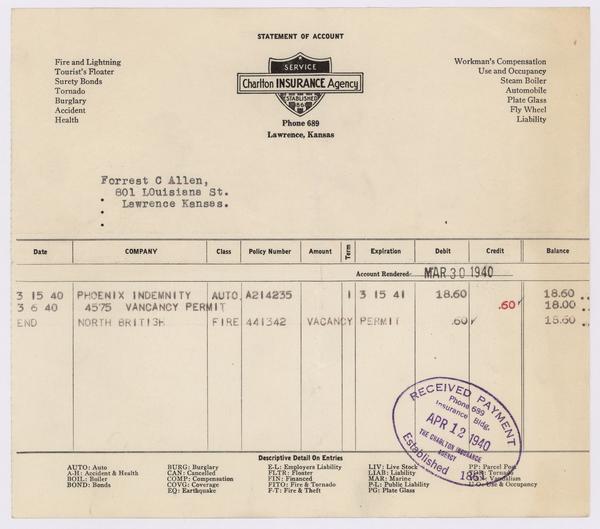 STATEMENT OF ACCOUNT
Fire and Lightning
Tourist's Floater
Surety Bonds
Tornado
Burglary
Accident
Health
SERVICE
Charlton INSURANCE Agency
ESTABLISHED
Phone 689
Lawrence, Kansas
Workman's Compensation
Use and Occupancy
Steam Boiler
Automobile
Plate Glass
Fly Wheel
Liability
Forrest C Allen,
801 LOuisiana St.
Lawrence Kansas.
Date COMPANY Class Policy Number Amount Term Expiration Debit Credit Balance
Account Rendered MAR 30 1940
3 15 40 PHOENIX INDEMNITY AUTO. A214235 1 3 15 41 18.60 18.60
3 6 40 4575 VANCANCY PERMIT .60 18.00
END NORTH BRITISH FIRE 441342 VACANCY PERMIT .60 18.60
RECEIVED PAYMENT
Phone 689
Insurance Bldg.
APR 12 1940
THE CHARLTON INSURANCE
AGENCY
Established
Descriptive Detail On Entries
AUTO: Auto
A-H: Accident & Health
BOIL: Boiler
BOND: Bonds
BURG: Burglary
CAN: Cancelled
COMP: Compensation
COVG: Coverage
EQ: Earthquake
E-L: Employers Liability
FLTR: Floater
FIN: Financed
FITO: Fire & Tornado
F-T: Fire & Theft
LIV: Live Stock
LIAB: Liability
MAR: Marine
P-L: Public Liability
PG: Plate Glass
PP: Parcel Post
Tornado
Vandalism
U-O: Use & Occupancy